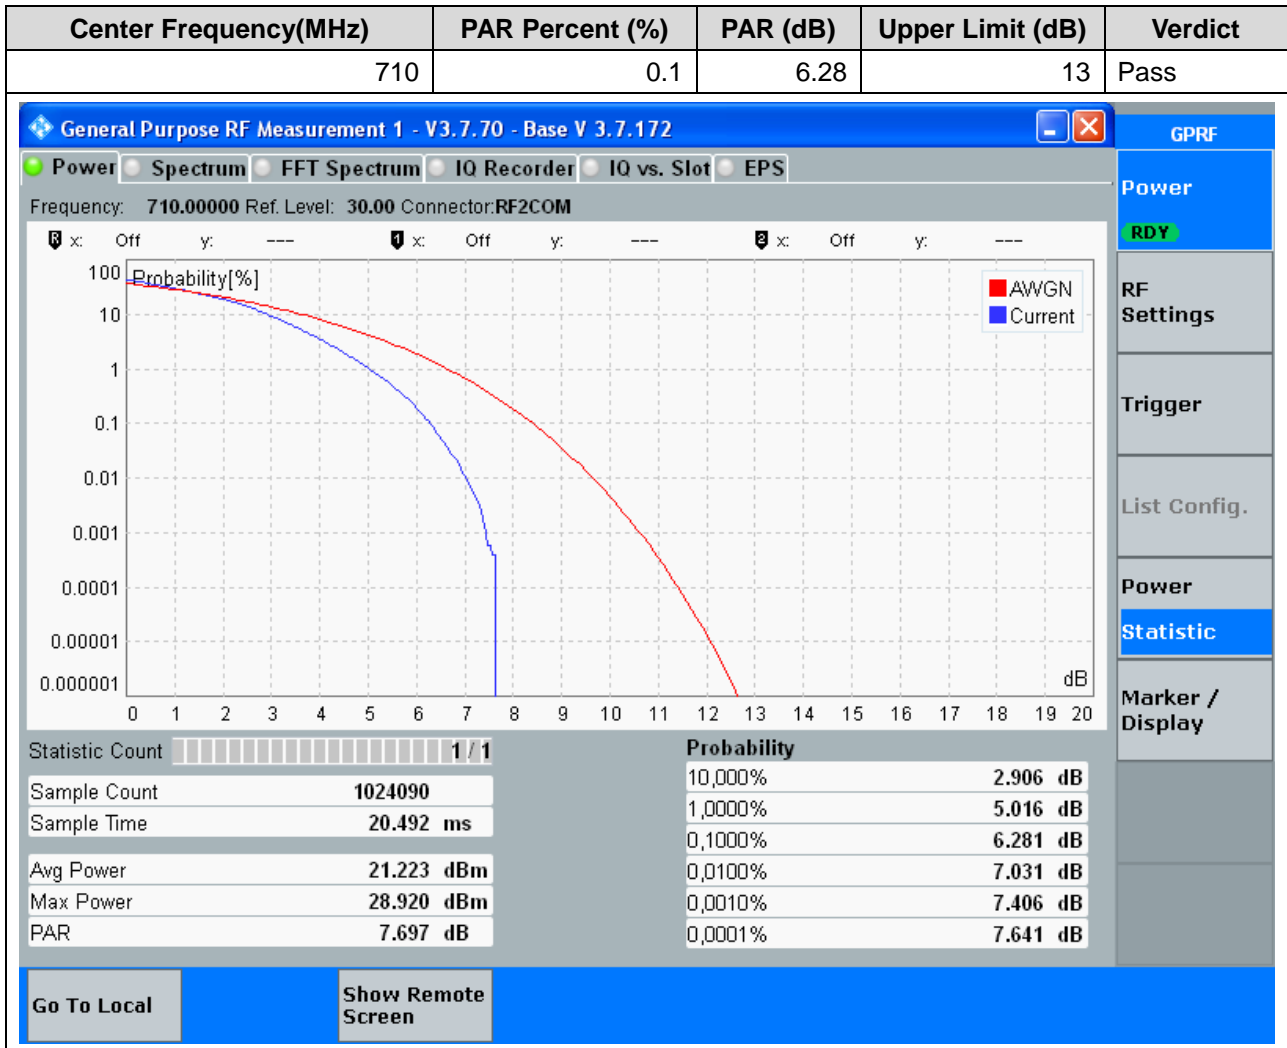 Center Frequency(MHz) PAR Percent (%) PAR (dB) Upper Limit (dB) Verdict
710 0.1 6.28 13 Pass
General Purpose RF Measurement 1 - V3.7.70 - Base V 3.7.172
GPRF
Power Spectrum FFT Spectrum IQ Recorder IQ vs. Slot EPS
Frequency: 710.00000 Ref. Level: 30.00 Connector:RF2COM
R x: Off y: --- 1 x: Off y: --- 2 x: Off y: ---
Probability[%]
100
10
1
0.1
0.01
0.001
0.0001
0.00001
0.000001
AWGN
Current
dB
0 1 2 3 4 5 6 7 8 9 10 11 12 13 14 15 16 17 18 19 20
Statistic Count 1 / 1
Sample Count 1024090
Sample Time 20.492 ms
Avg Power 21.223 dBm
Max Power 28.920 dBm
PAR 7.697 dB
Probability
10,000% 2.906 dB
1,0000% 5.016 dB
0,1000% 6.281 dB
0,0100% 7.031 dB
0,0010% 7.406 dB
0,0001% 7.641 dB
Power
RDY
RF
Settings
Trigger
List Config.
Power
Statistic
Marker /
Display
Go To Local
Show Remote
Screen